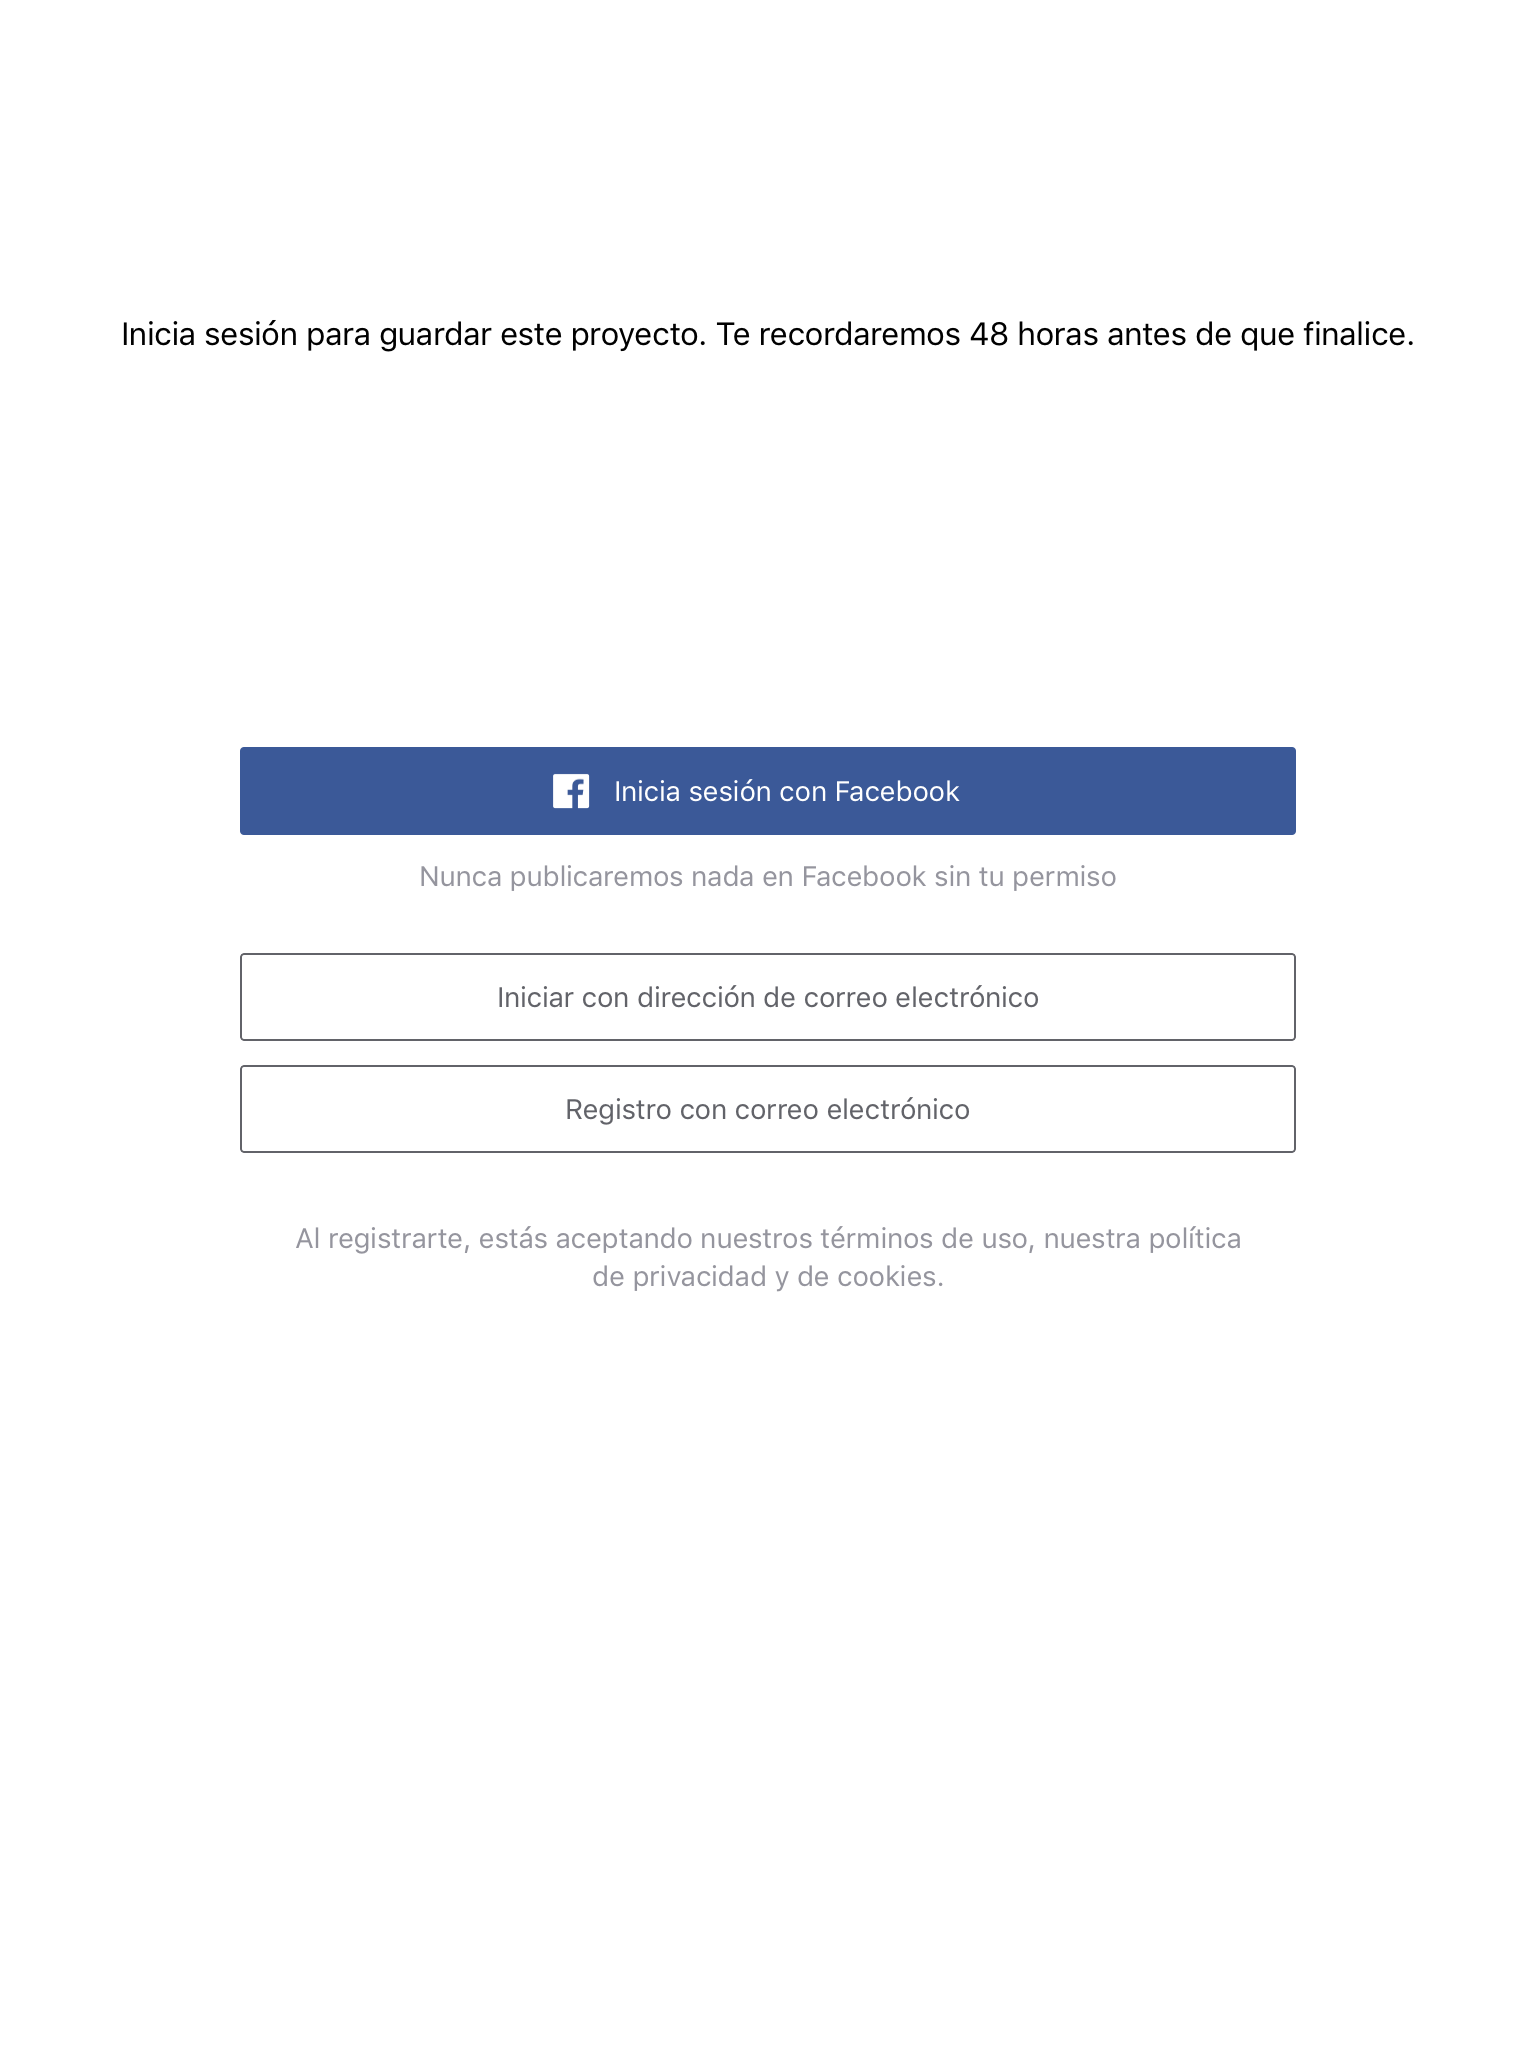 Inicia sesión para guardar este proyecto. Te recordaremos 48 horas antes de que finalice.
Inicia sesión con Facebook
Nunca publicaremos nada en Facebook sin tu permiso
Iniciar con dirección de correo electrónico
Registro con correo electrónico
Al registrarte, estás aceptando nuestros términos de uso, nuestra política
de privacidad y de cookies.